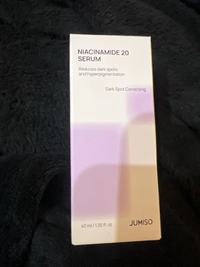 NIACINAMIDE 20
SERUM
Reduces dark spots
and hyperpigmentation
Dark Spot Correcting
40 ml / 1.35 fl.oz
JUMISO